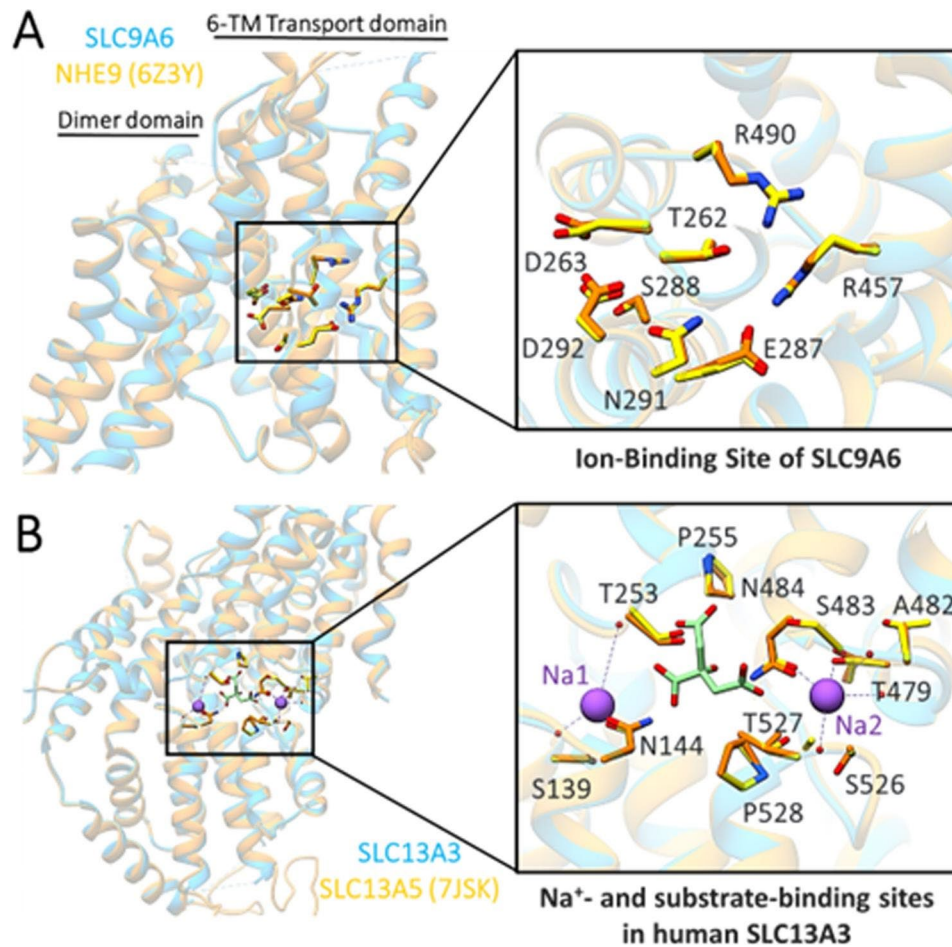 A
6-TM Transport domain
SLC9A6
NHE9 (6Z3Y)
Dimer domain
R490
T262
D263
S288
R457
D292
E287
N291
Ion-Binding Site of SLC9A6
B
P255
N484
T253
S483
A482
Na1
T479
T527
Na2
N144
S139
S526
P528
SLC13A3
SLC13A5 (7JSK)
Na⁺- and substrate-binding sites
in human SLC13A3